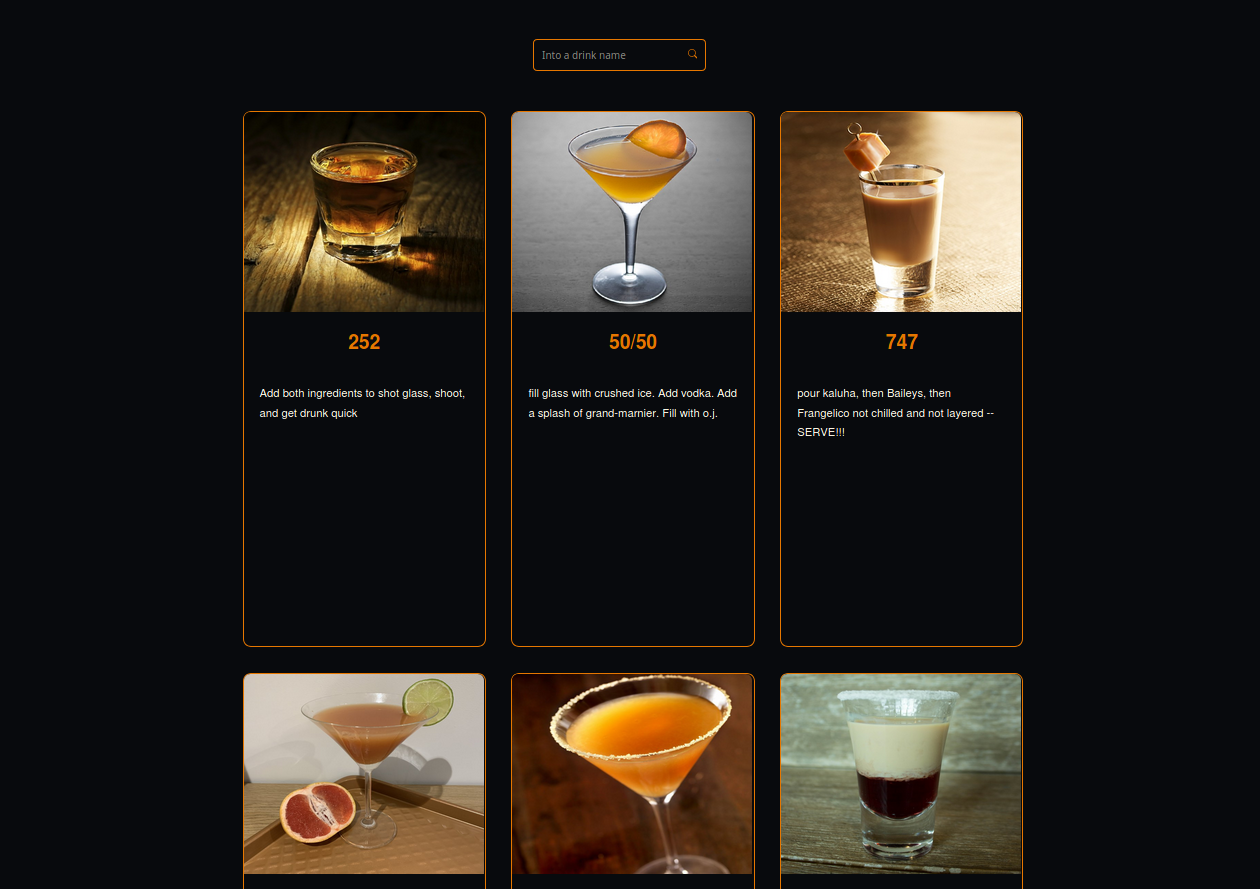 Into a drink name
252
50/50
747
Add both ingredients to shot glass, shoot,
and get drunk quick
fill glass with crushed ice. Add vodka. Add
a splash of grand-marnier. Fill with o.j.
pour kaluha, then Baileys, then
Frangelico not chilled and not layered --
SERVE!!!